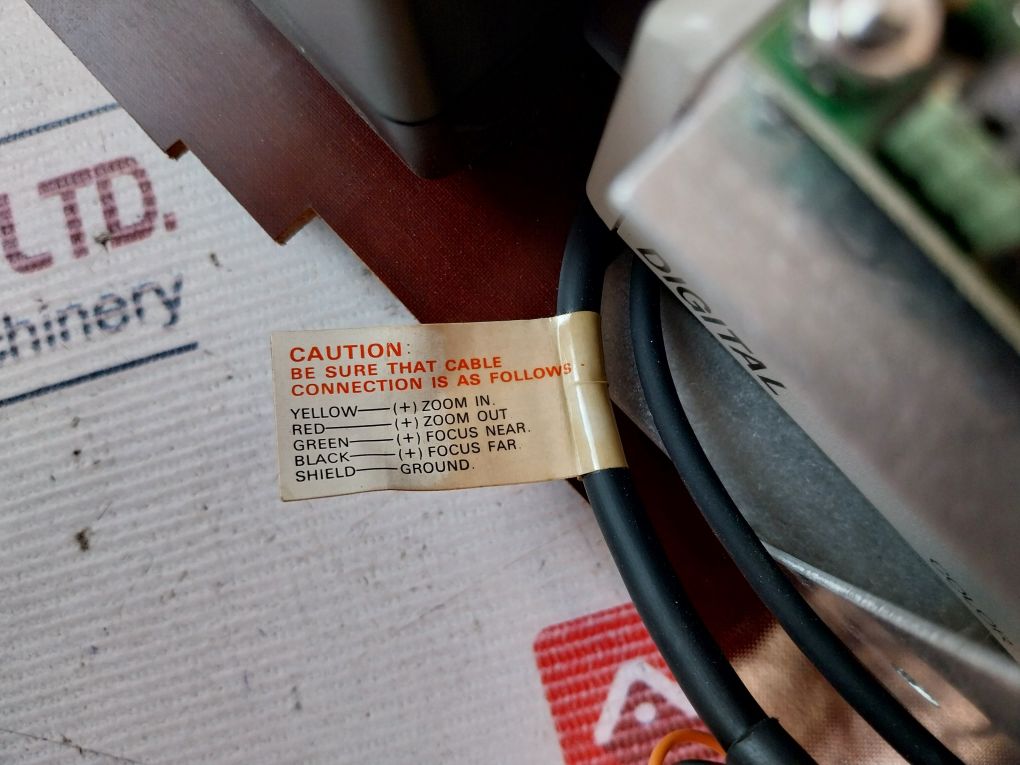 LTD.
chinery
CAUTION:
BE SURE THAT CABLE
CONNECTION IS AS FOLLOWS
YELLOW—(+) ZOOM IN.
RED—(+) ZOOM OUT
GREEN—(+) FOCUS NEAR.
BLACK—(+) FOCUS FAR.
SHIELD—GROUND.
DIGITAL
COLOR